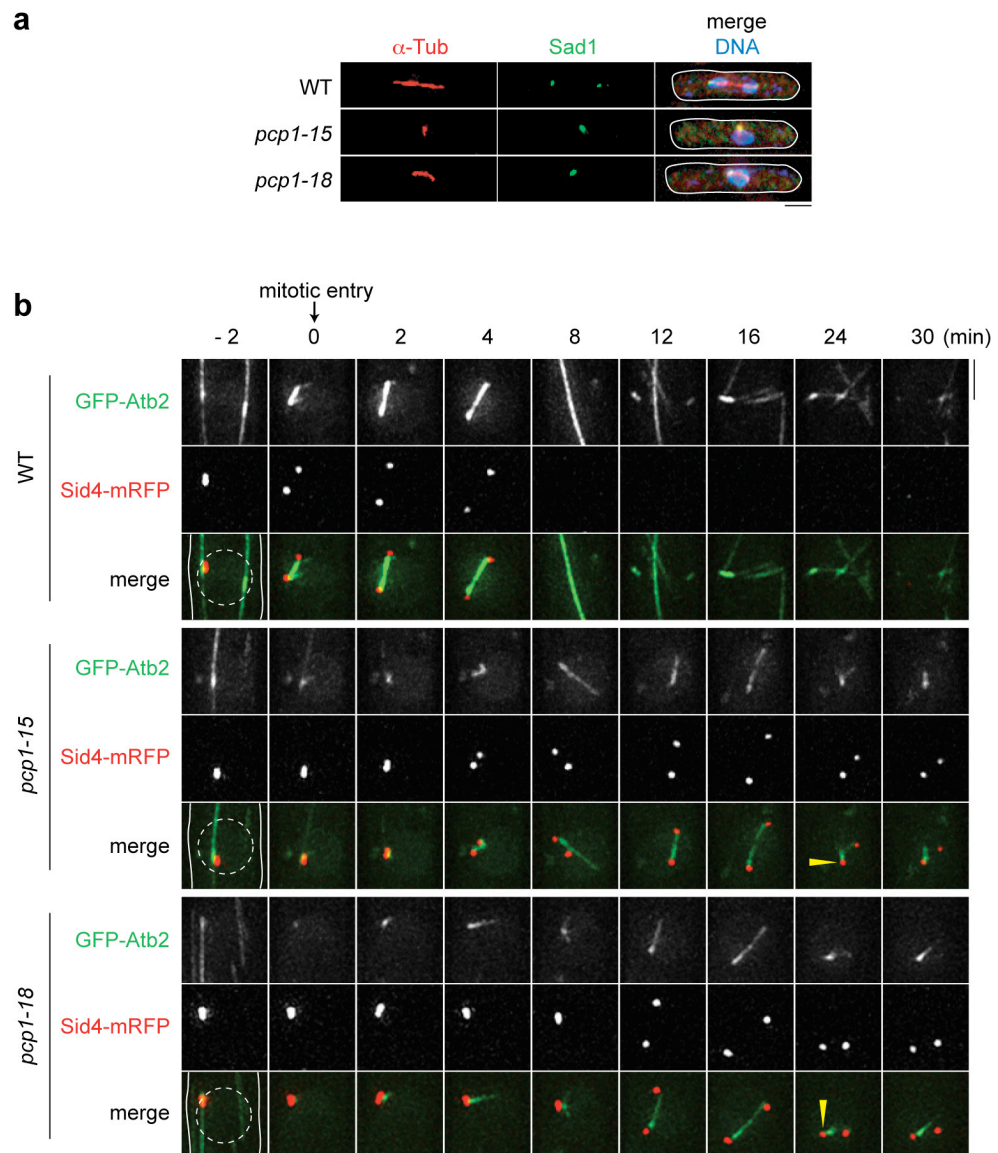 a
merge
α-Tub Sad1 DNA
WT
pcp1-15
pcp1-18
b
mitotic entry
- 2 0 2 4 8 12 16 24 30 (min)
WT
GFP-Atb2
Sid4-mRFP
merge
pcp1-15
GFP-Atb2
Sid4-mRFP
merge
pcp1-18
GFP-Atb2
Sid4-mRFP
merge